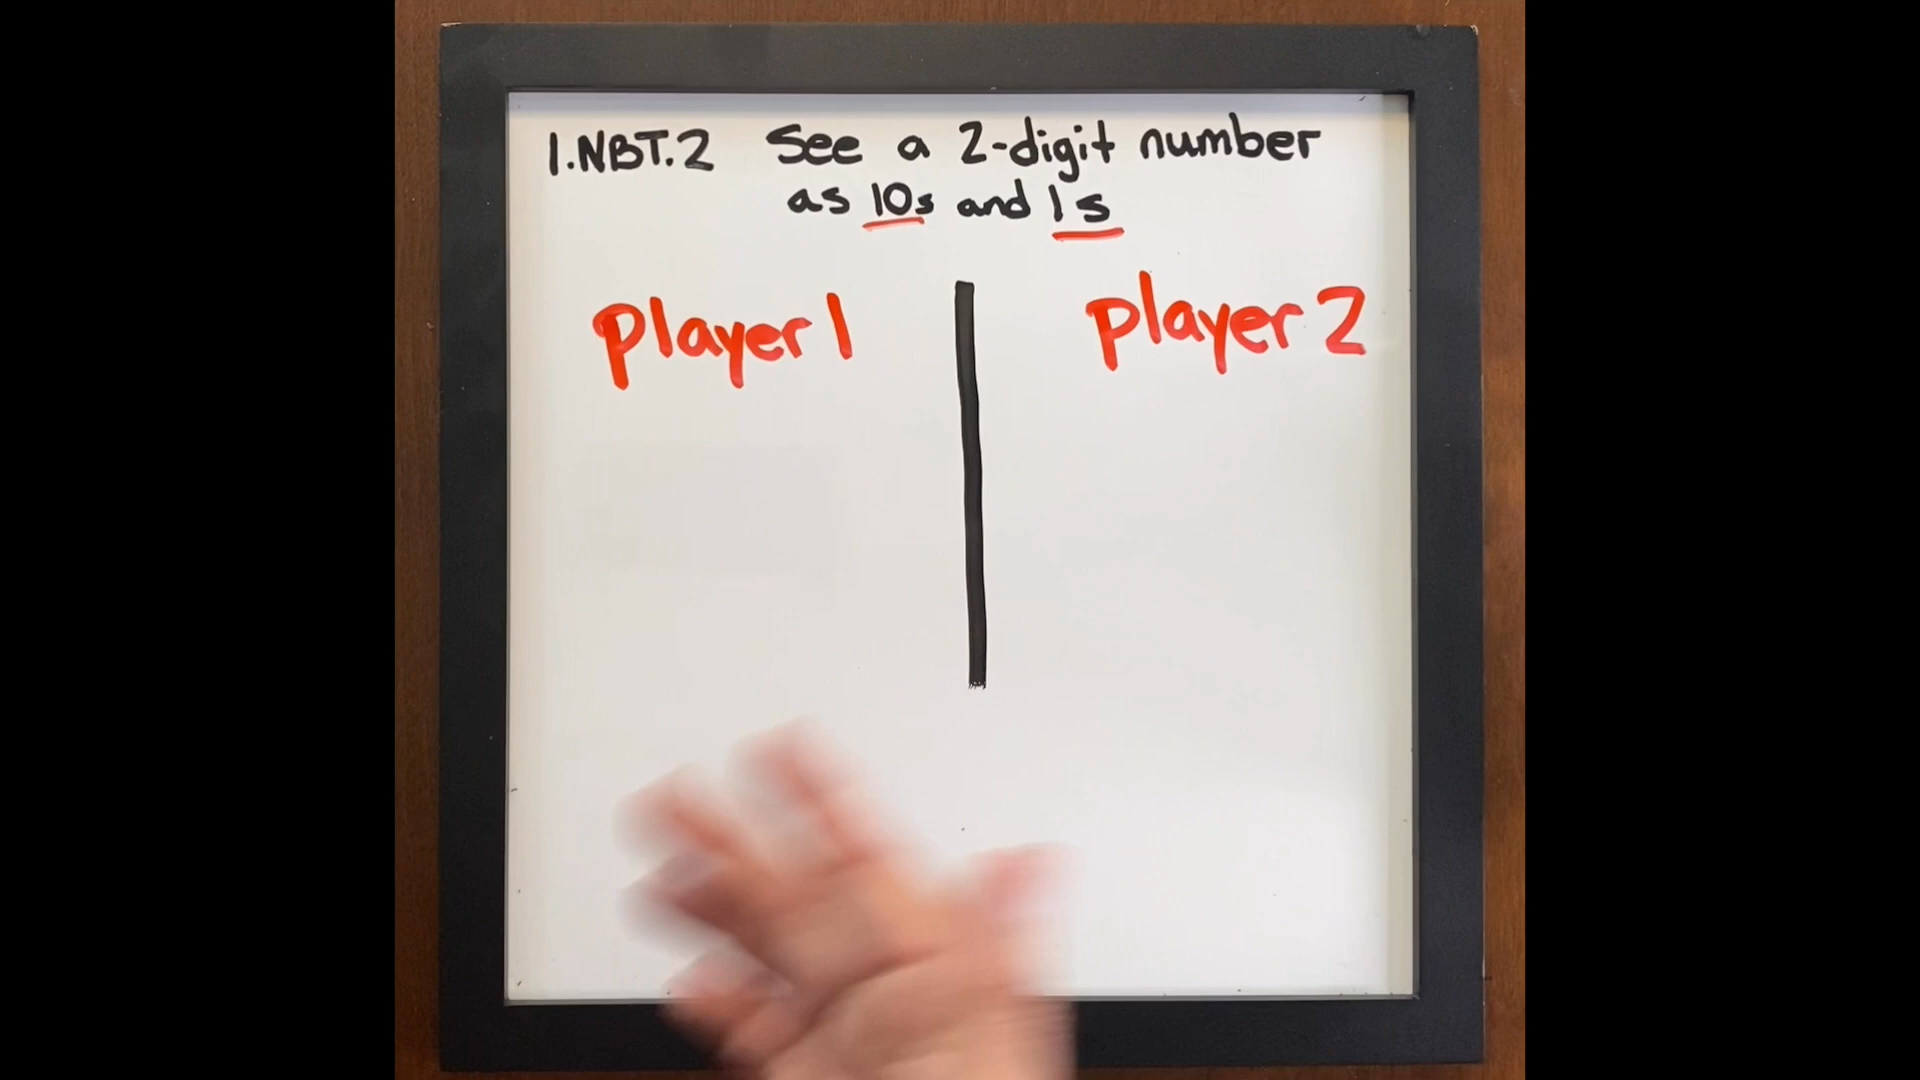 1.NBT.2 See a 2-digit number
as 10s and 1s
player 1
player 2